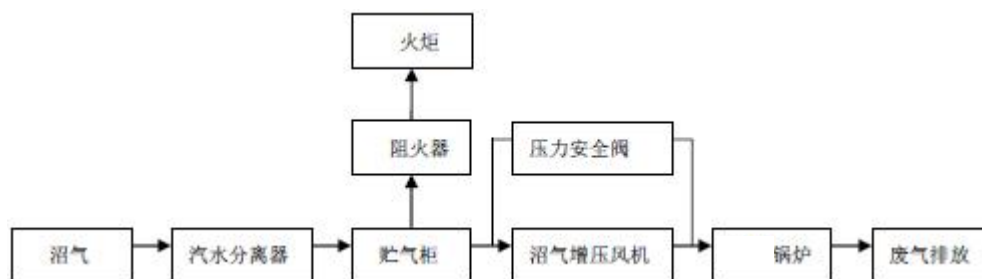 火炬
阻火器
压力安全阀
沼气
汽水分离器
贮气柜
沼气增压风机
锅炉
废气排放